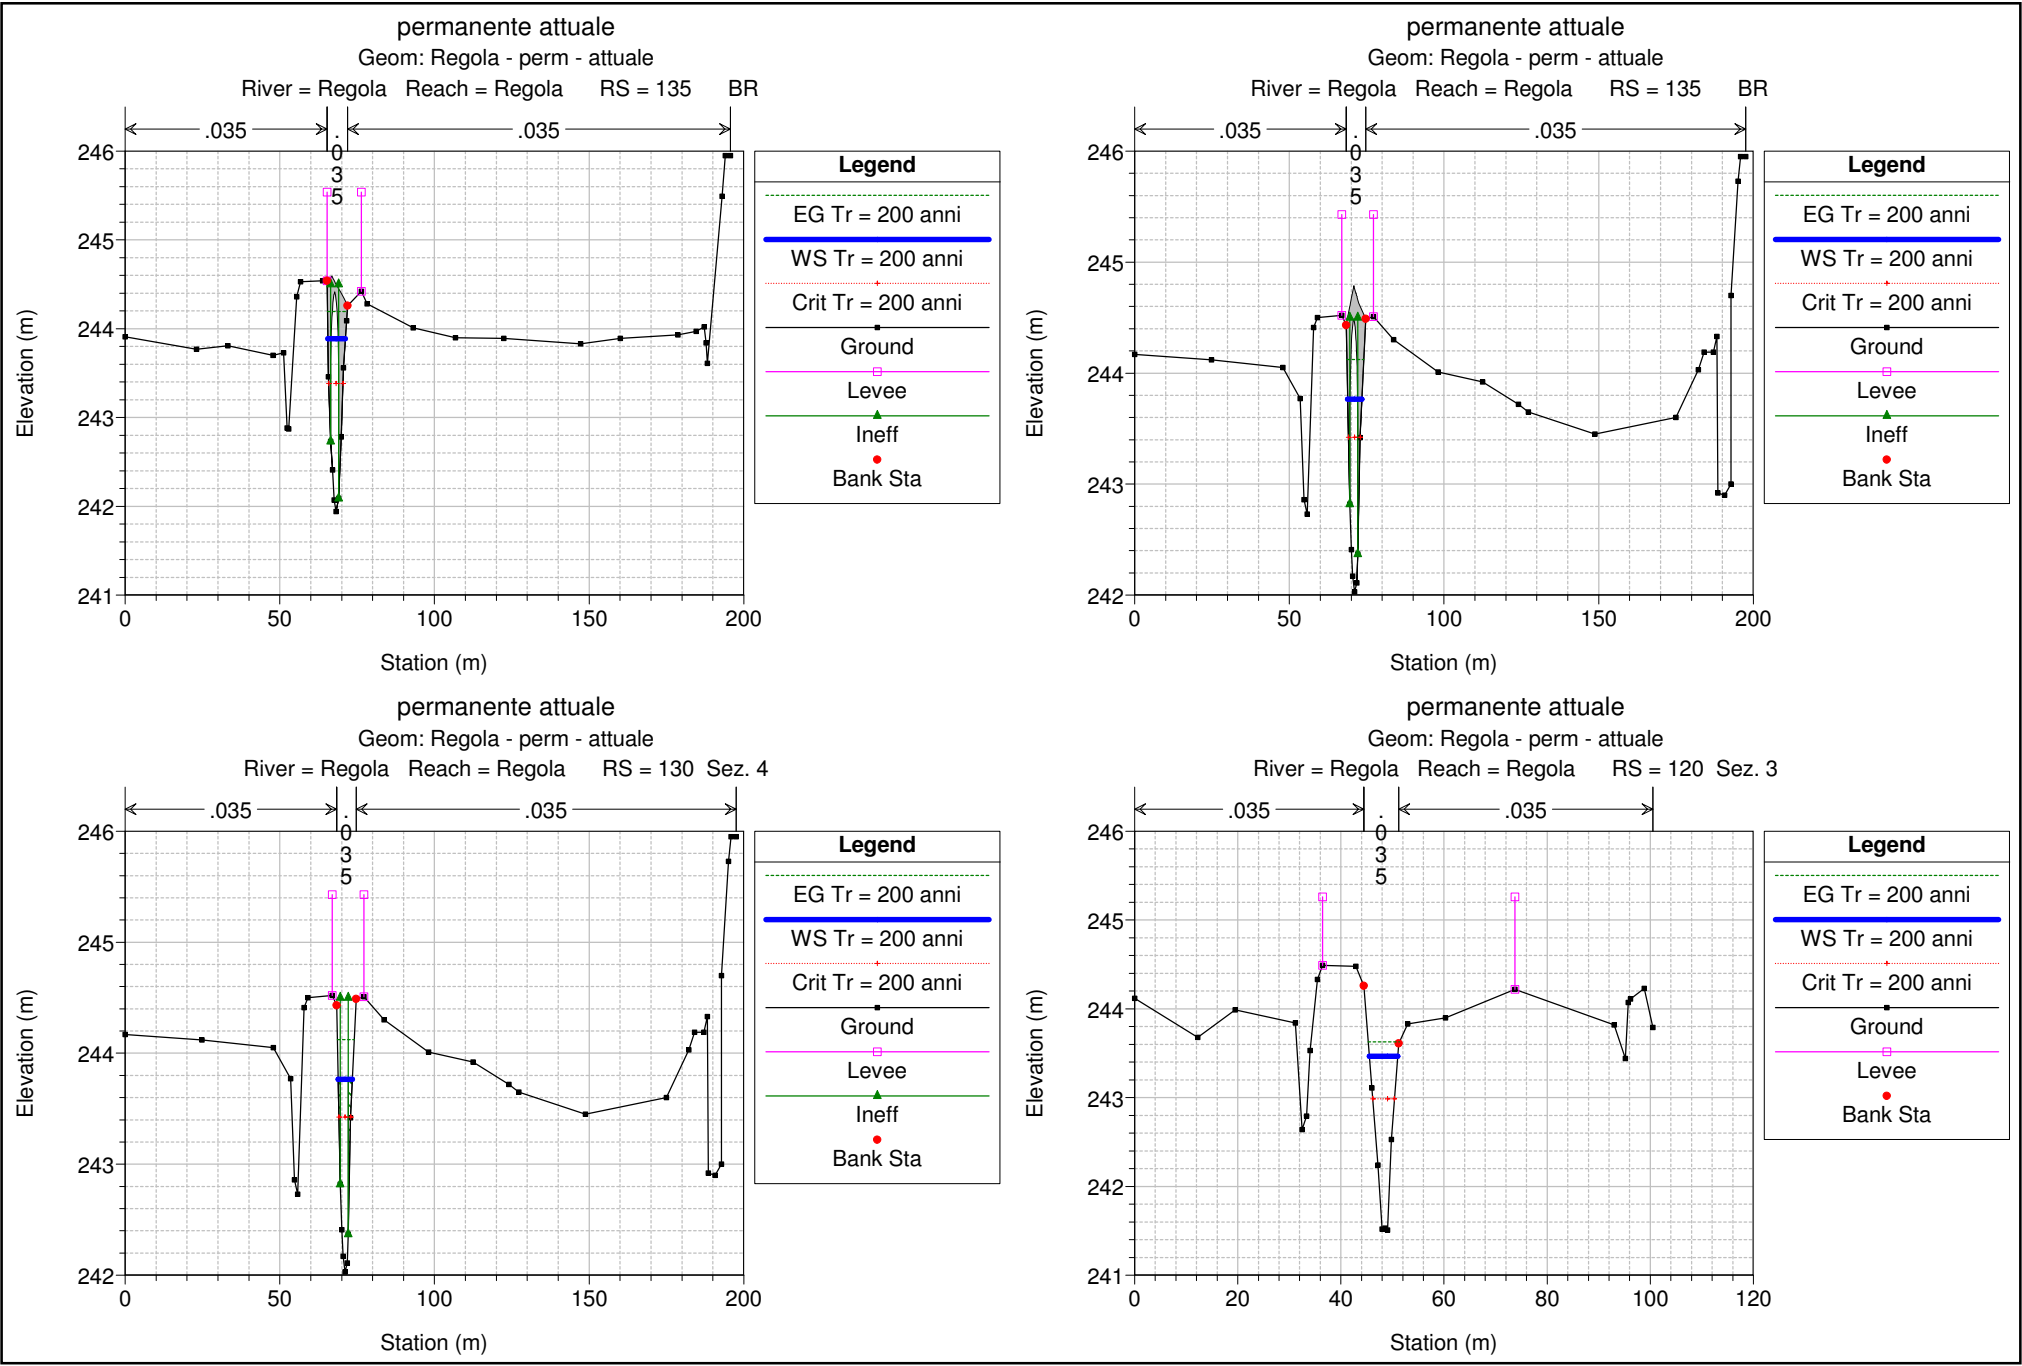 permanente attuale
Geom: Regola - perm - attuale
River = Regola Reach = Regola RS = 135 BR
.035 . .035
0
3
5
246
245
244
243
242
241
Elevation (m)
0 50 100 150 200
Station (m)
Legend
EG Tr = 200 anni
WS Tr = 200 anni
Crit Tr = 200 anni
Ground
Levee
Ineff
Bank Sta
permanente attuale
Geom: Regola - perm - attuale
River = Regola Reach = Regola RS = 135 BR
.035 . .035
0
3
5
246
245
244
243
242
Elevation (m)
0 50 100 150 200
Station (m)
Legend
EG Tr = 200 anni
WS Tr = 200 anni
Crit Tr = 200 anni
Ground
Levee
Ineff
Bank Sta
permanente attuale
Geom: Regola - perm - attuale
River = Regola Reach = Regola RS = 130 Sez. 4
.035 . .035
0
3
5
246
245
244
243
242
Elevation (m)
0 50 100 150 200
Station (m)
Legend
EG Tr = 200 anni
WS Tr = 200 anni
Crit Tr = 200 anni
Ground
Levee
Ineff
Bank Sta
permanente attuale
Geom: Regola - perm - attuale
River = Regola Reach = Regola RS = 120 Sez. 3
.035 . .035
0
3
5
246
245
244
243
242
241
Elevation (m)
0 20 40 60 80 100 120
Station (m)
Legend
EG Tr = 200 anni
WS Tr = 200 anni
Crit Tr = 200 anni
Ground
Levee
Bank Sta